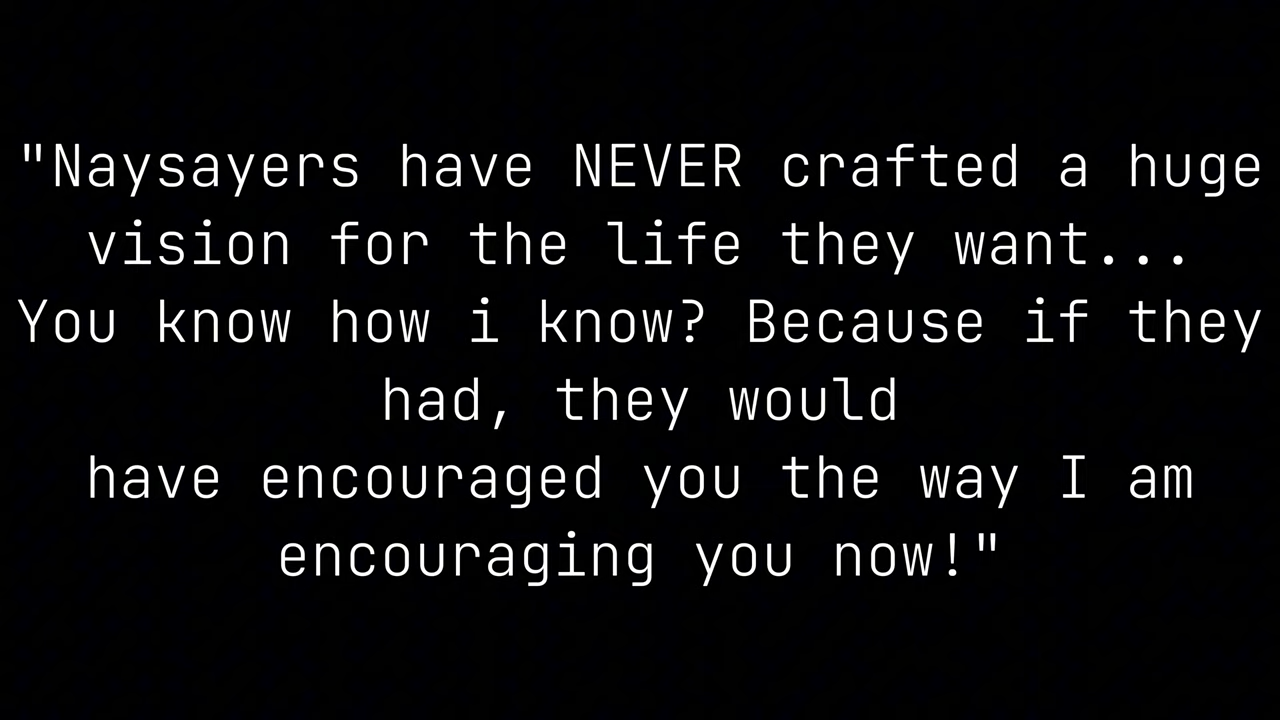 "Naysayers have NEVER crafted a huge
vision for the life they want...
You know how i know? Because if they
had, they would
have encouraged you the way I am
encouraging you now!"